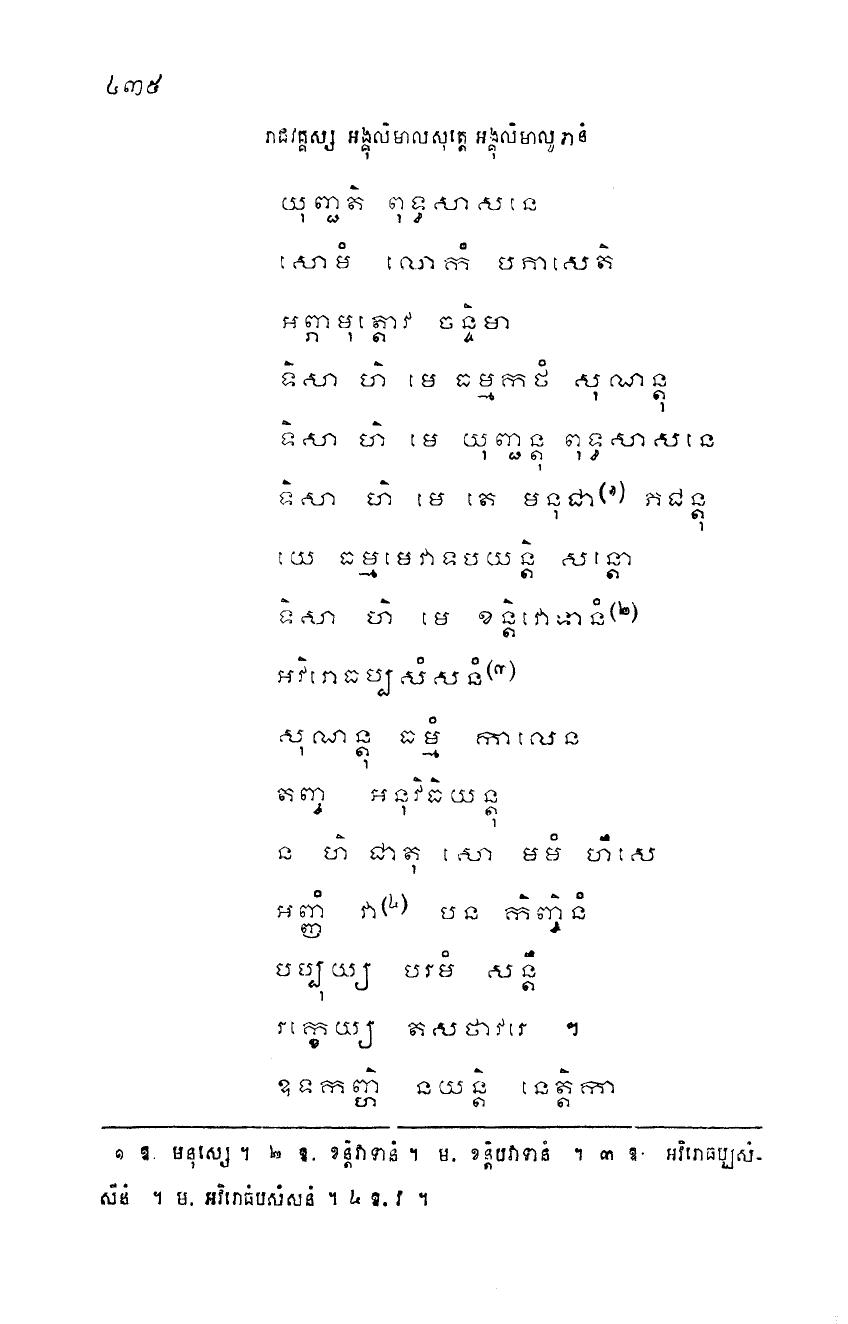 ៤៣៥
រាជវគ្គស្ស អង្គុលិមាលសុត្តេ អង្គុលិមាលូទានំ
យុញ្ជតិ ពុទ្ធសាសនេ
សោមំ លោកំ បកាសេតិ
អព្ភាមុត្តោវ ចន្ទិមា
ទិសា ហិ មេ ធម្មកថំ សុណន្តុ
ទិសា ហិ មេ យុញ្ជន្តុ ពុទ្ធសាសនេ
ទិសា ហិ មេ តេ មនុជា(១) ភជន្តុ
យេ ធម្មមេវាទបយន្តិ សន្តោ
ទិសា ហិ មេ ខន្តិវាទានំ(២)
អវិរោធប្បសំសនំ(៣)
សុណន្តុ ធម្មំ កាលេន
តញ្ច អនុវិធិយន្តុ
ន ហិ ជាតុ សោ មមំ ហឹសេ
អញ្ញំ វា(៤) បន កិញ្ចិនំ
បប្បុយ្យ បរមំ សន្តឹ
រក្ខេយ្យ តសថាវរេ ។
ឧទកញ្ហិ នយន្តិ នេត្តិកា
១ ឱ. មនុស្សេ ។ ២ ឱ. ខន្តិវាទានំ ។ ម. ខន្តិបវាទានំ ។ ៣ ឱ. អវិរោធប្បសំ-
សីនំ ។ ម. អវិរោធំបសំសនំ ។ ៤ ឱ. វ ។